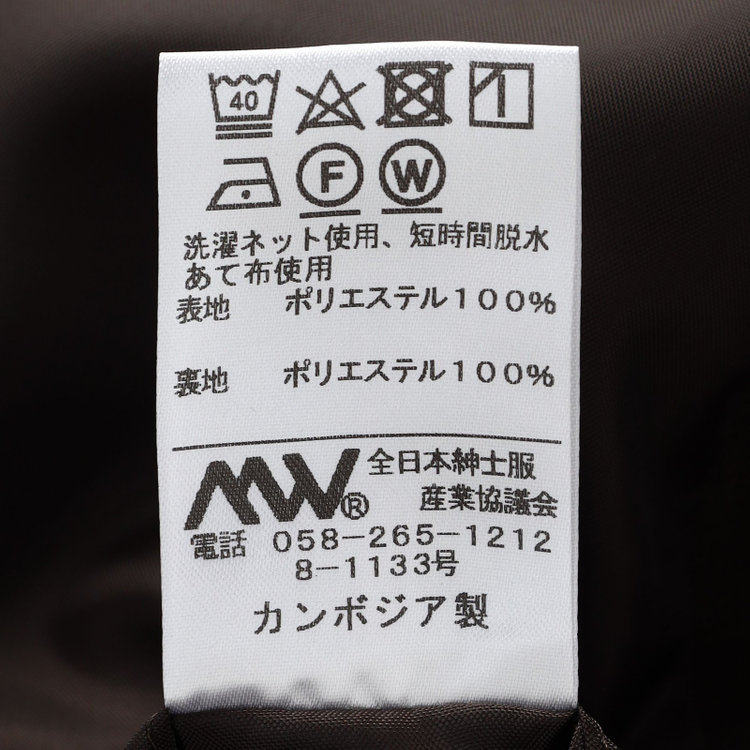 40
F W
洗濯ネット使用、短時間脱水
あて布使用
表地 ポリエステル100%
裏地 ポリエステル100%
MW® 全日本紳士服
産業協議会
電話 058-265-1212
8-1133号
カンボジア製